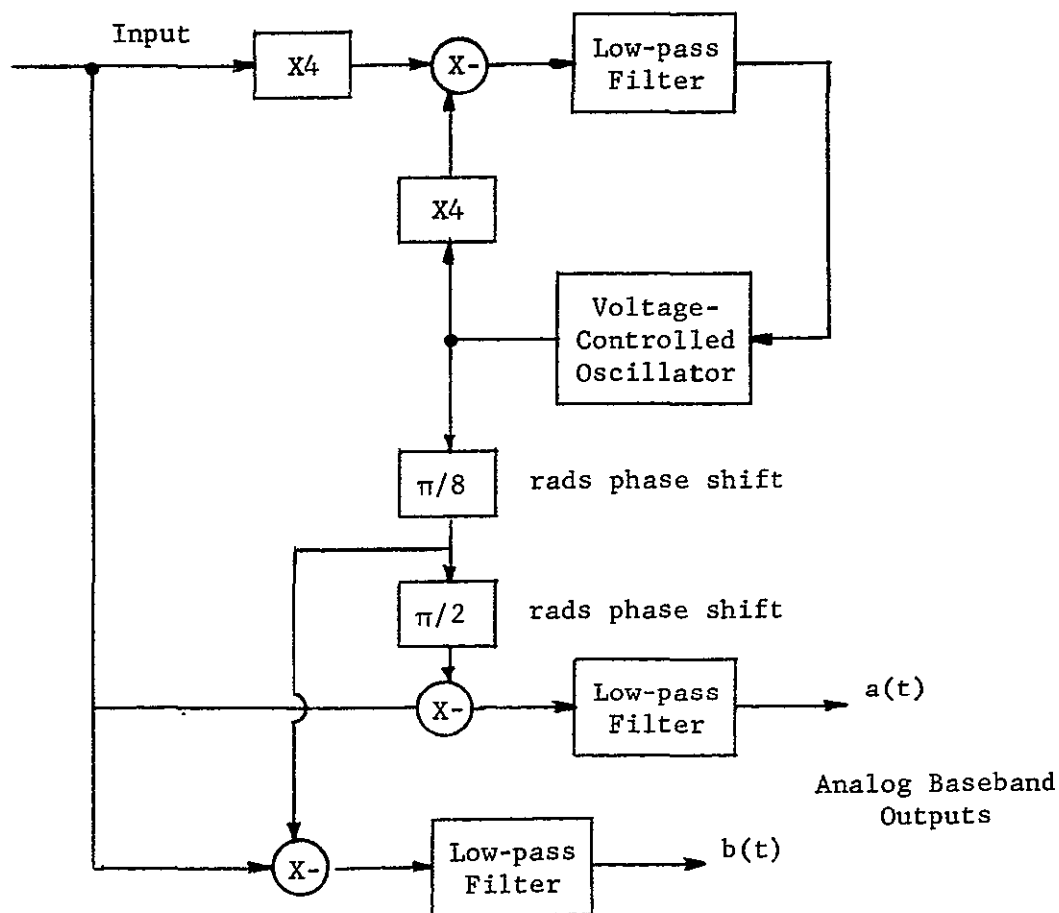 Input
X4
X-
Low-pass
Filter
X4
Voltage-
Controlled
Oscillator
π/8
rads phase shift
π/2
rads phase shift
X-
Low-pass
Filter
a(t)
Analog Baseband
Outputs
X-
Low-pass
Filter
b(t)